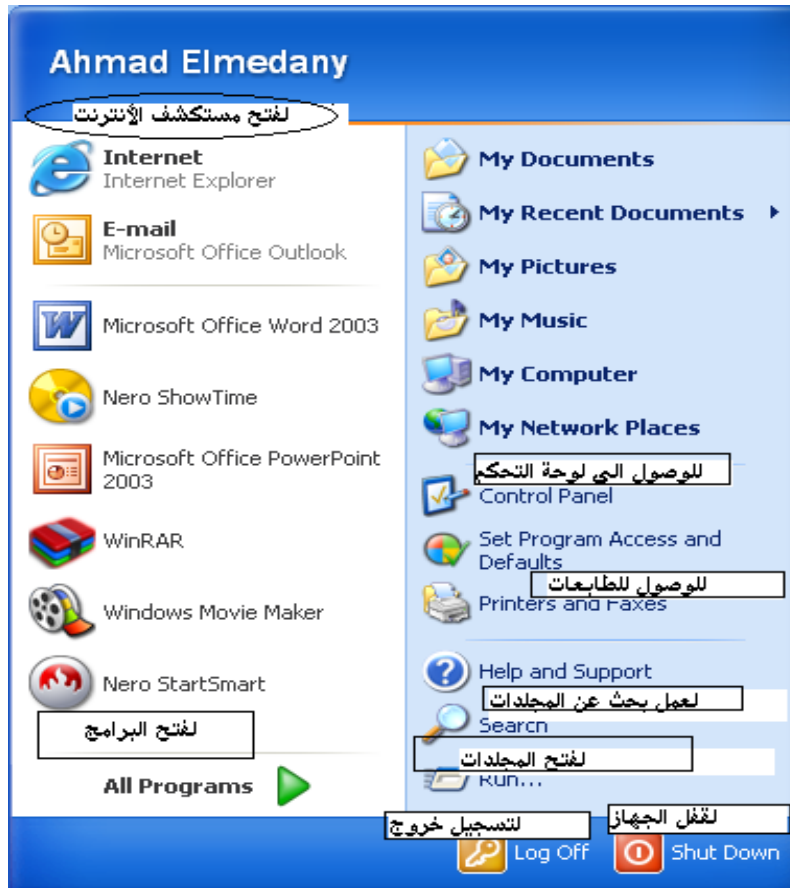 Ahmad Elmedany
لفتح مستكشف الأنترنت
Internet
Internet Explorer
E-mail
Microsoft Office Outlook
Microsoft Office Word 2003
Nero ShowTime
Microsoft Office PowerPoint
2003
WinRAR
Windows Movie Maker
Nero StartSmart
لفتح البرامج
All Programs
My Documents
My Recent Documents
My Pictures
My Music
My Computer
My Network Places
للوصول الى لوحة التحكم
Control Panel
Set Program Access and
Defaults
للوصول للطابعات
Printers and Faxes
Help and Support
لعمل بحث عن المجلدات
Search
لفتح المجلدات
Run...
لتسجيل خروج
لقفل الجهاز
Log Off
Shut Down